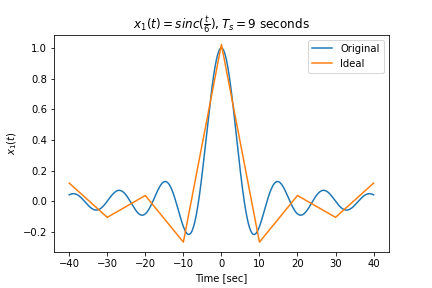 x₁(t) = sinc(t/6), Tₛ = 9 seconds
Original
Ideal
x₁(t)
1.0
0.8
0.6
0.4
0.2
0.0
−0.2
−40 −30 −20 −10 0 10 20 30 40
Time [sec]